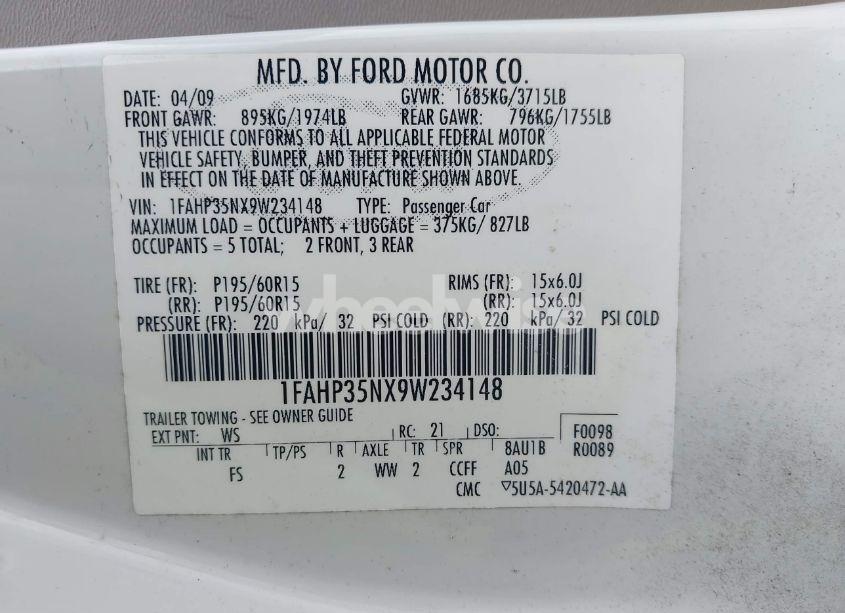 MFD. BY FORD MOTOR CO.
DATE: 04/09 GVWR: 1685KG/3715LB
FRONT GAWR: 895KG/1974LB REAR GAWR: 796KG/1755LB
THIS VEHICLE CONFORMS TO ALL APPLICABLE FEDERAL MOTOR
VEHICLE SAFETY, BUMPER, AND THEFT PREVENTION STANDARDS
IN EFFECT ON THE DATE OF MANUFACTURE SHOWN ABOVE.
VIN: 1FAHP35NX9W234148 TYPE: Passenger Car
MAXIMUM LOAD = OCCUPANTS + LUGGAGE = 375KG/ 827LB
OCCUPANTS = 5 TOTAL; 2 FRONT, 3 REAR
TIRE (FR): P195/60R15 RIMS (FR): 15x6.0J
(RR): P195/60R15 (RR): 15x6.0J
PRESSURE (FR): 220 kPa/ 32 PSI COLD (RR): 220 kPa/ 32 PSI COLD
1FAHP35NX9W234148
TRAILER TOWING - SEE OWNER GUIDE
EXT PNT: WS RC: 21 DSO: F0098
INT TR TP/PS R AXLE TR SPR 8AU1B R0089
FS 2 WW 2 CCFF A05
CMC ▽5U5A-5420472-AA